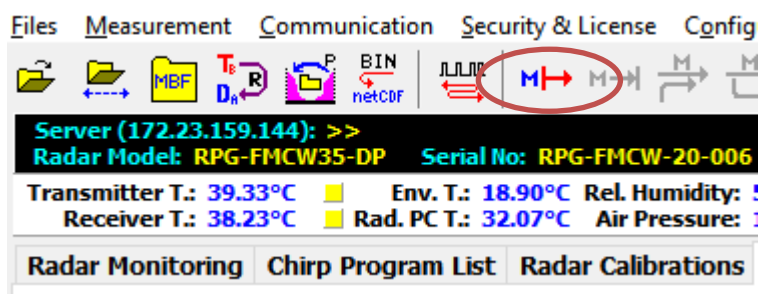 Files Measurement Communication Security & License Config
MBF TB R DA P BIN netCDF M M M M
Server (172.23.159.144): >>
Radar Model: RPG-FMCW35-DP Serial No: RPG-FMCW-20-006
Transmitter T.: 39.33°C Env. T.: 18.90°C Rel. Humidity:
Receiver T.: 38.23°C Rad. PC T.: 32.07°C Air Pressure:
Radar Monitoring Chirp Program List Radar Calibrations